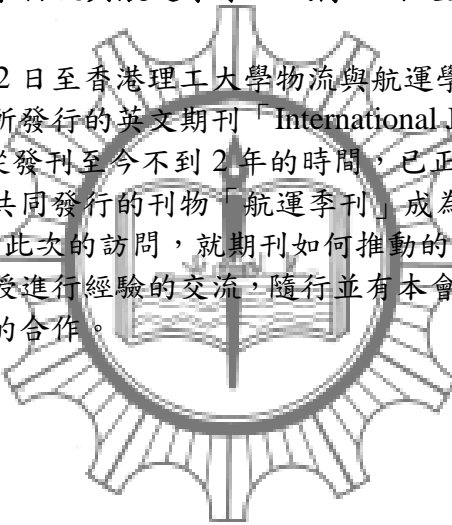 2 日至香港理工大學物流與航運學
所發行的英文期刊「International J
從發刊至今不到 2 年的時間，已正
共同發行的刊物「航運季刊」成為
此次的訪問，就期刊如何推動的
授進行經驗的交流，隨行並有本會
的合作。